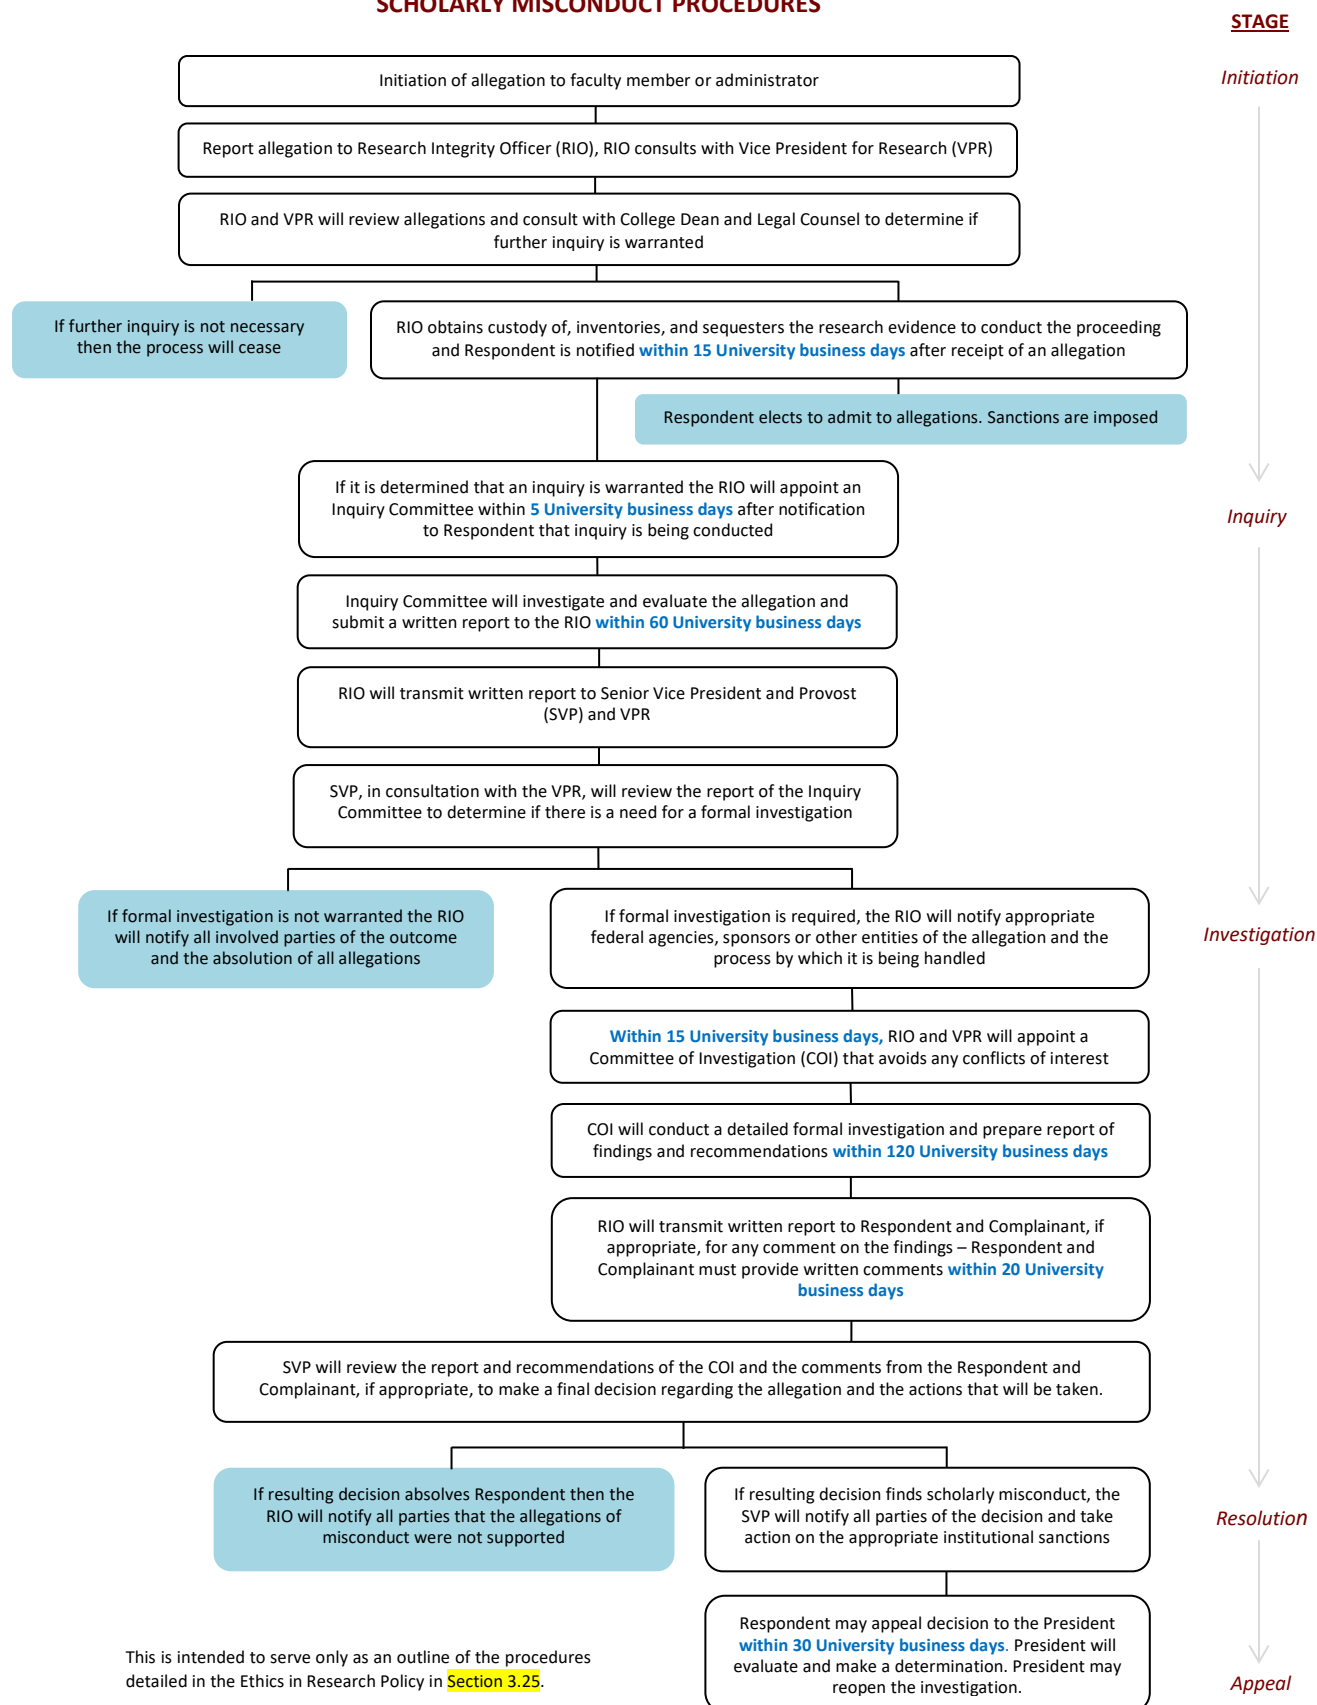 SCHOLARLY MISCONDUCT PROCEDURES
STAGE
Initiation of allegation to faculty member or administrator
Initiation
Report allegation to Research Integrity Officer (RIO), RIO consults with Vice President for Research (VPR)
RIO and VPR will review allegations and consult with College Dean and Legal Counsel to determine if
further inquiry is warranted
If further inquiry is not necessary
then the process will cease
RIO obtains custody of, inventories, and sequesters the research evidence to conduct the proceeding
and Respondent is notified within 15 University business days after receipt of an allegation
Respondent elects to admit to allegations. Sanctions are imposed
If it is determined that an inquiry is warranted the RIO will appoint an
Inquiry Committee within 5 University business days after notification
to Respondent that inquiry is being conducted
Inquiry
Inquiry Committee will investigate and evaluate the allegation and
submit a written report to the RIO within 60 University business days
RIO will transmit written report to Senior Vice President and Provost
(SVP) and VPR
SVP, in consultation with the VPR, will review the report of the Inquiry
Committee to determine if there is a need for a formal investigation
If formal investigation is not warranted the RIO
will notify all involved parties of the outcome
and the absolution of all allegations
If formal investigation is required, the RIO will notify appropriate
federal agencies, sponsors or other entities of the allegation and the
process by which it is being handled
Investigation
Within 15 University business days, RIO and VPR will appoint a
Committee of Investigation (COI) that avoids any conflicts of interest
COI will conduct a detailed formal investigation and prepare report of
findings and recommendations within 120 University business days
RIO will transmit written report to Respondent and Complainant, if
appropriate, for any comment on the findings – Respondent and
Complainant must provide written comments within 20 University
business days
SVP will review the report and recommendations of the COI and the comments from the Respondent and
Complainant, if appropriate, to make a final decision regarding the allegation and the actions that will be taken.
If resulting decision absolves Respondent then the
RIO will notify all parties that the allegations of
misconduct were not supported
If resulting decision finds scholarly misconduct, the
SVP will notify all parties of the decision and take
action on the appropriate institutional sanctions
Resolution
Respondent may appeal decision to the President
within 30 University business days. President will
evaluate and make a determination. President may
reopen the investigation.
Appeal
This is intended to serve only as an outline of the procedures
detailed in the Ethics in Research Policy in Section 3.25.